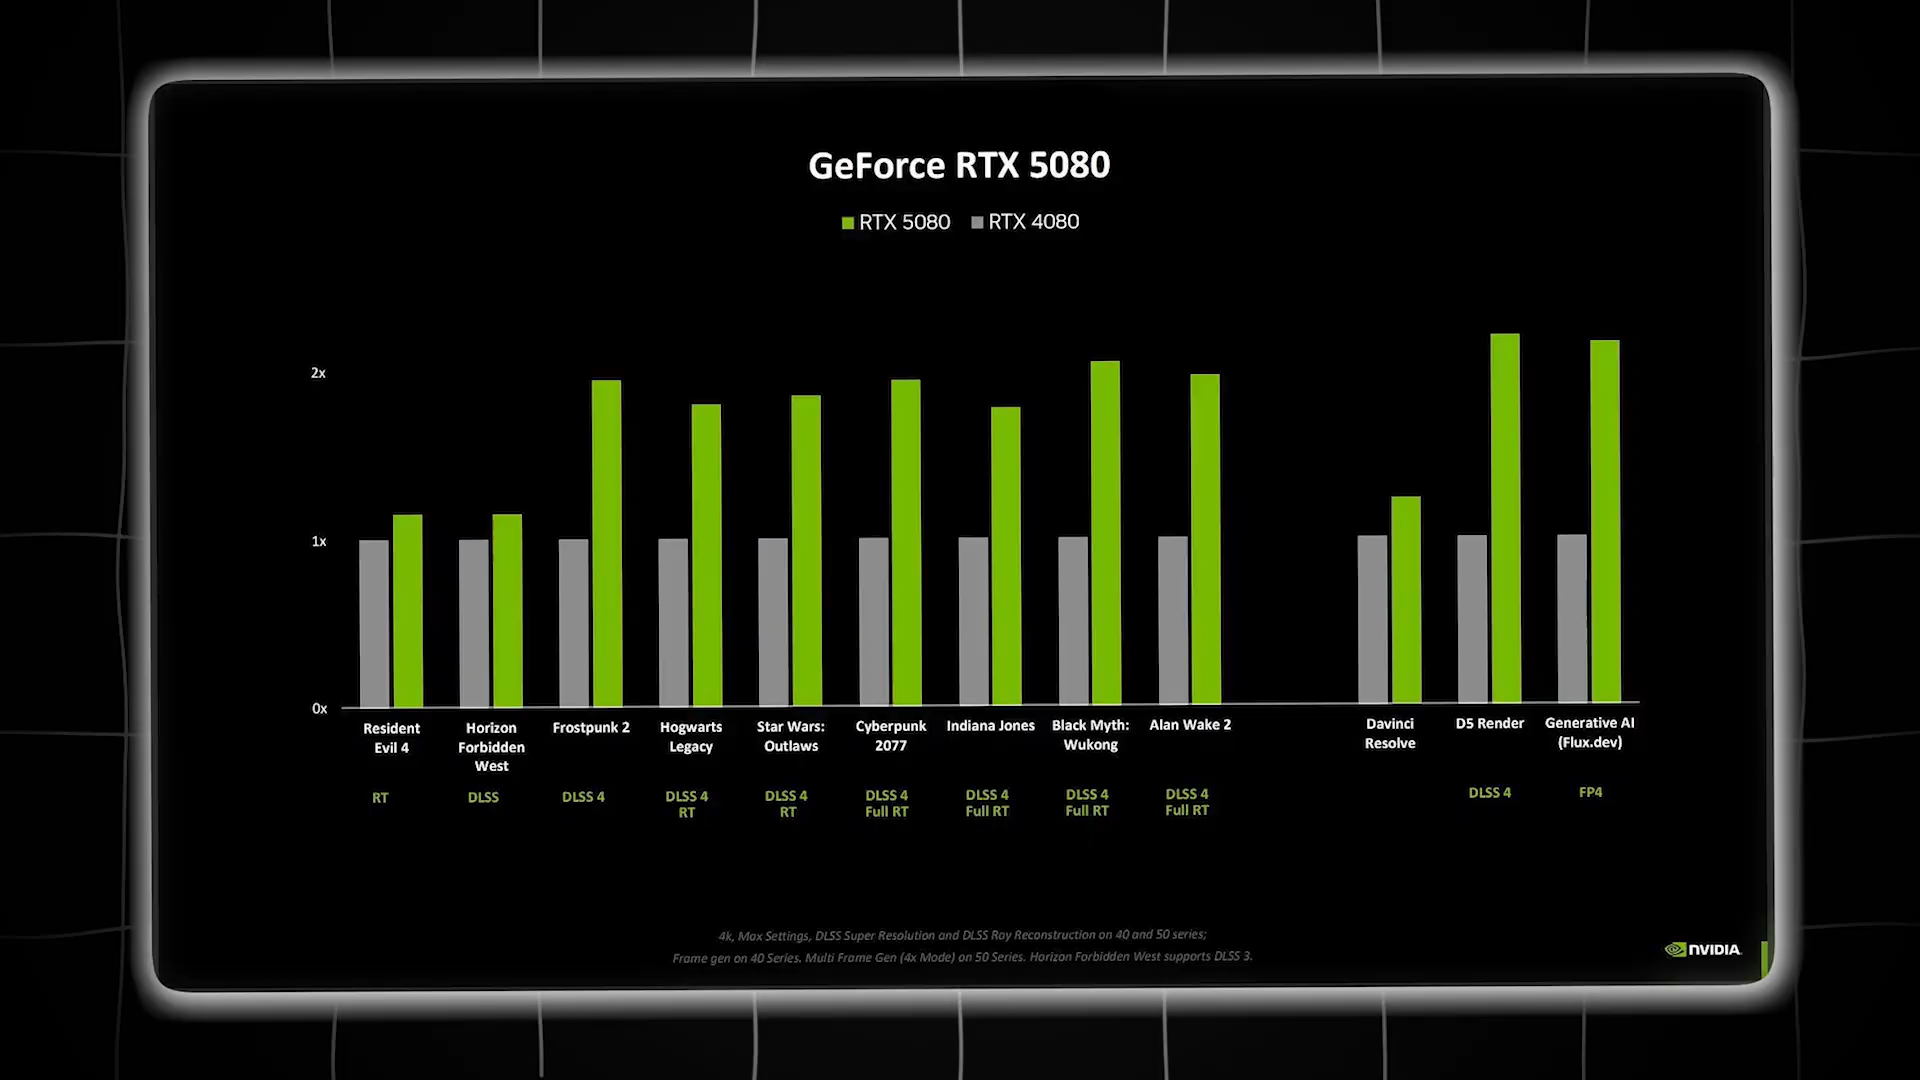 GeForce RTX 5080
RTX 5080 RTX 4080
2x
1x
0x
Resident
Evil 4
RT
Horizon
Forbidden
West
DLSS
Frostpunk 2
DLSS 4
Hogwarts
Legacy
DLSS 4
RT
Star Wars:
Outlaws
DLSS 4
RT
Cyberpunk
2077
DLSS 4
Full RT
Indiana Jones
DLSS 4
Full RT
Black Myth:
Wukong
DLSS 4
Full RT
Alan Wake 2
DLSS 4
Full RT
Davinci
Resolve
D5 Render
DLSS 4
Generative AI
(Flux.dev)
FP4
4k, Max Settings, DLSS Super Resolution and DLSS Ray Reconstruction on 40 and 50 series;
Frame gen on 40 Series. Multi Frame Gen (4x Mode) on 50 Series. Horizon Forbidden West supports DLSS 3.
NVIDIA.